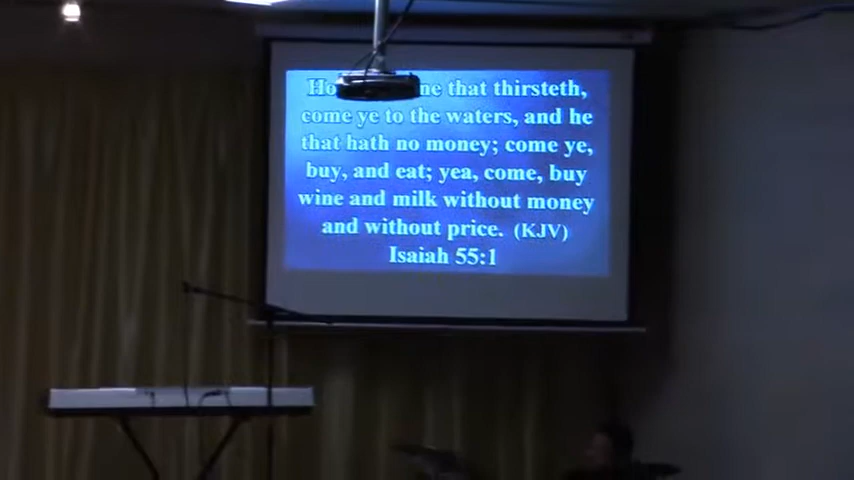 that thirsteth,
come ye to the waters, and he
that hath no money; come ye,
buy, and eat; yea, come, buy
wine and milk without money
and without price. (KJV)
Isaiah 55:1